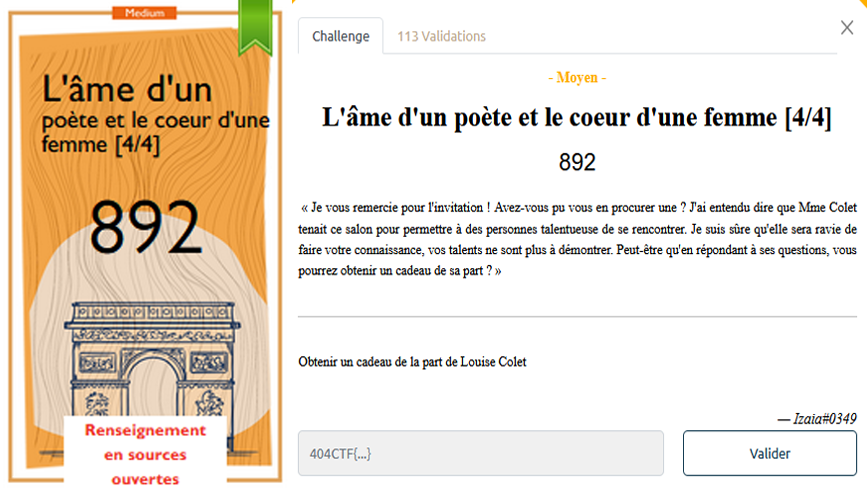 Medium
L'âme d'un
poète et le coeur d'une
femme [4/4]
892
Renseignement
en sources
ouvertes
Challenge
113 Validations
- Moyen -
L'âme d'un poète et le coeur d'une femme [4/4]
892
« Je vous remercie pour l'invitation ! Avez-vous pu vous en procurer une ? J'ai entendu dire que Mme Colet
tenait ce salon pour permettre à des personnes talentueuse de se rencontrer. Je suis sûre qu'elle sera ravie de
faire votre connaissance, vos talents ne sont plus à démontrer. Peut-être qu'en répondant à ses questions, vous
pourrez obtenir un cadeau de sa part ? »
Obtenir un cadeau de la part de Louise Colet
— Izaia#0349
404CTF{...}
Valider